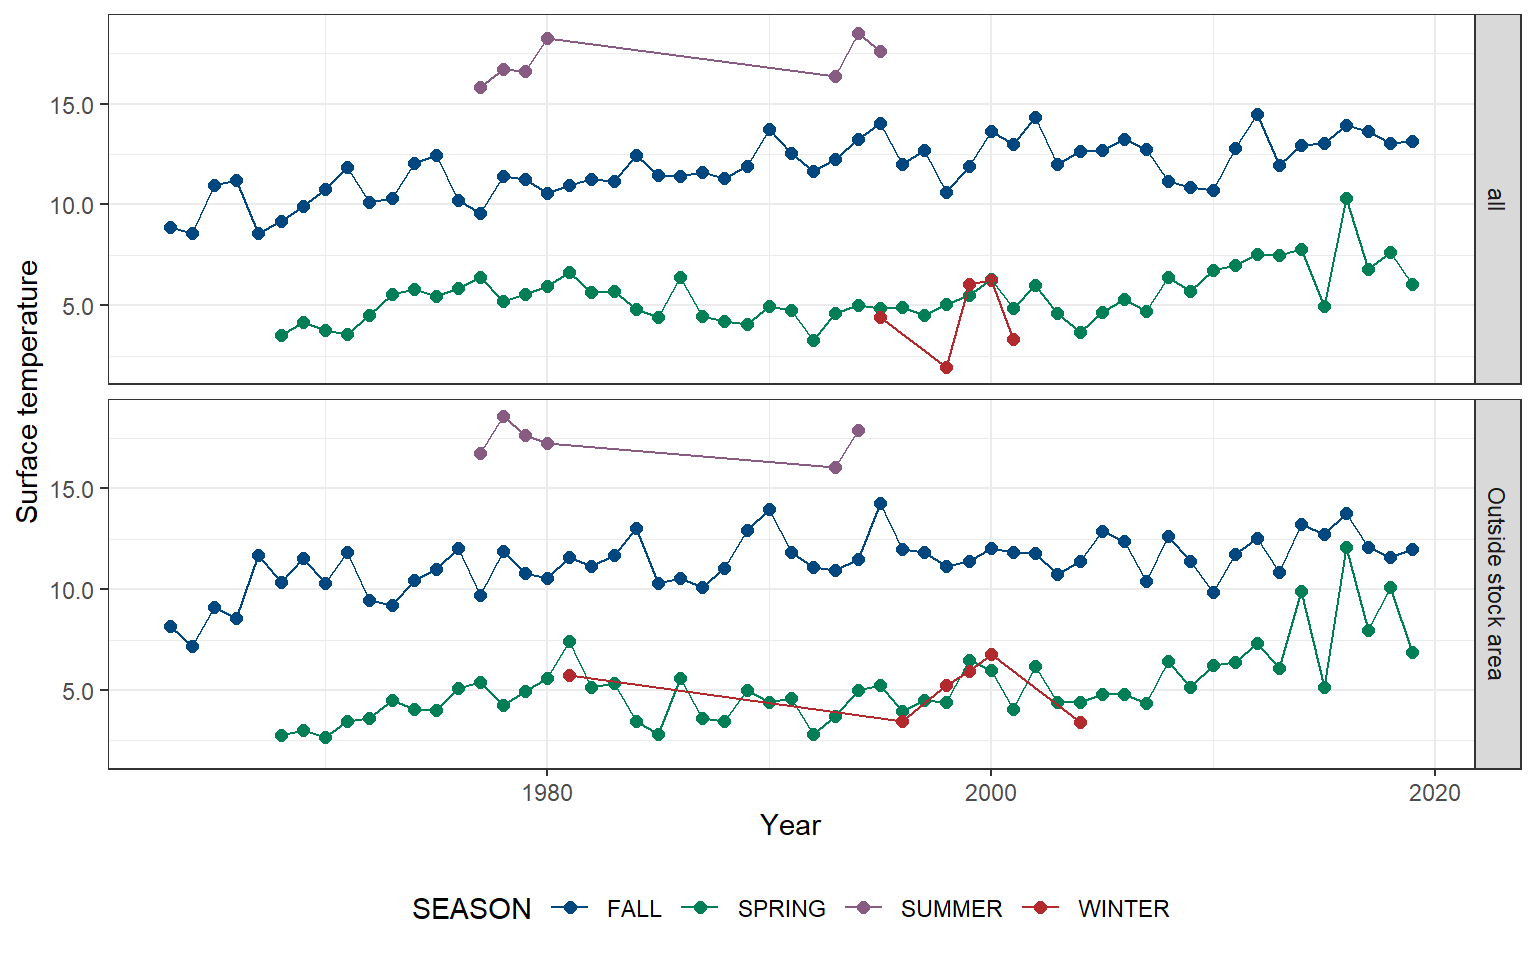 15.0
10.0
5.0
all
15.0
10.0
5.0
Outside stock area
Surface temperature
1980
2000
2020
Year
SEASON FALL SPRING SUMMER WINTER